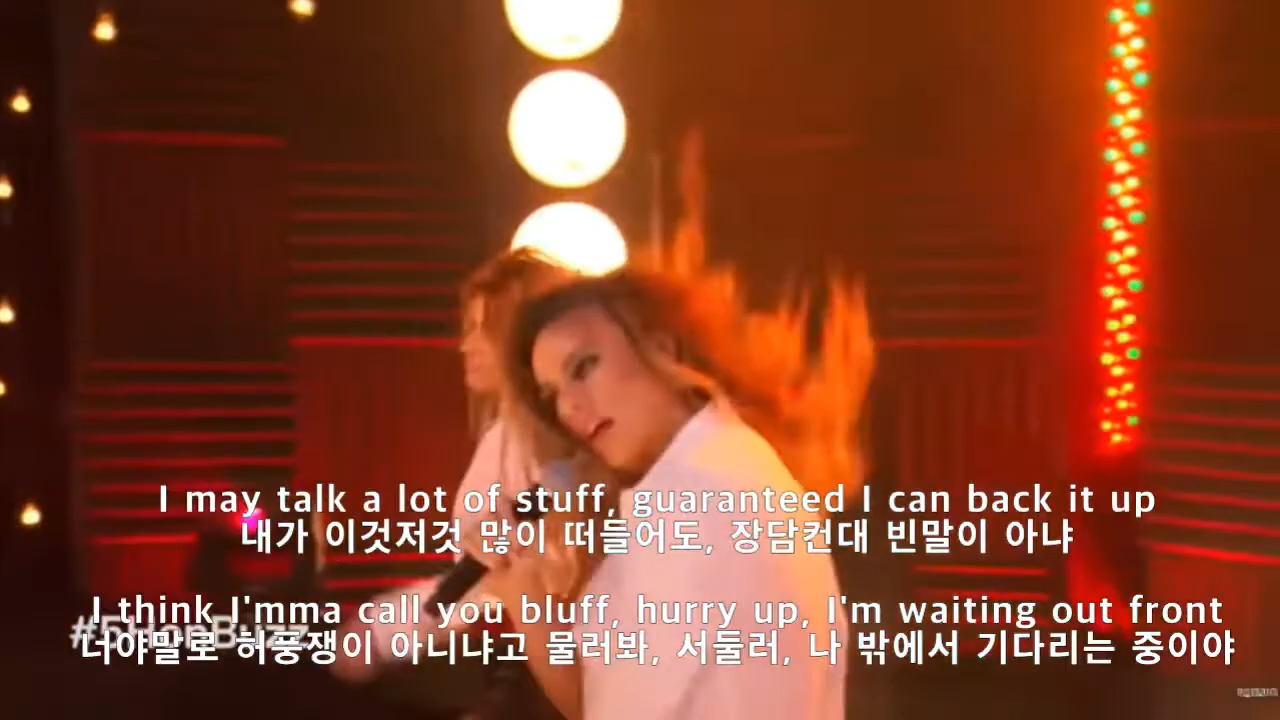 I may talk a lot of stuff, guaranteed I can back it up
내가 이것저것 많이 떠들어도, 장담컨대 빈말이 아냐
I think I'mma call you bluff, hurry up, I'm waiting out front
너야말로 허풍쟁이 아니냐고 물러봐, 서둘러, 나 밖에서 기다리는 중이야